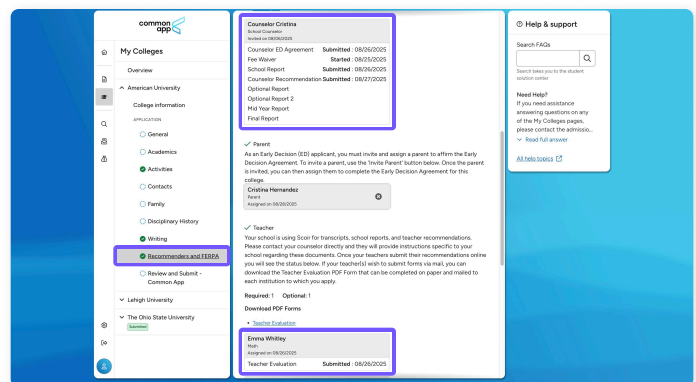 common app
My Colleges
Overview
American University
College information
APPLICATION
General
Academics
Activities
Contacts
Family
Disciplinary History
Writing
Recommenders and FERPA
Review and Submit -
Common App
Lehigh University
The Ohio State University
Submitted
Counselor Cristina
School Counselor
Invited on 08/26/2025
Counselor ED Agreement Submitted : 08/26/2025
Fee Waiver Started : 08/25/2025
School Report Submitted : 08/26/2025
Counselor Recommendation Submitted : 08/27/2025
Optional Report
Optional Report 2
Mid Year Report
Final Report
Parent
As an Early Decision (ED) applicant, you must invite and assign a parent to affirm the Early
Decision Agreement. To invite a parent, use the 'Invite Parent' button below. Once the parent
is invited, you can then assign them to complete the Early Decision Agreement for this
college.
Cristina Hernandez
Parent
Assigned on 08/26/2025
Teacher
Your school is using Scoir for transcripts, school reports, and teacher recommendations.
Please contact your counselor directly and they will provide instructions specific to your
school regarding these documents. Once your teachers submit their recommendations online
you will see the status below. If your teacher(s) wish to submit forms via mail, you can
download the Teacher Evaluation PDF Form that can be completed on paper and mailed to
each institution to which you apply.
Required: 1 Optional: 1
Download PDF Forms
Teacher Evaluation
Emma Whitley
Math
Assigned on 08/26/2025
Teacher Evaluation Submitted : 08/26/2025
Help & support
Search FAQs
Search takes you to the student
solution center
Need Help?
If you need assistance
answering questions on any
of the My Colleges pages,
please contact the admissio...
Read full answer
All help topics